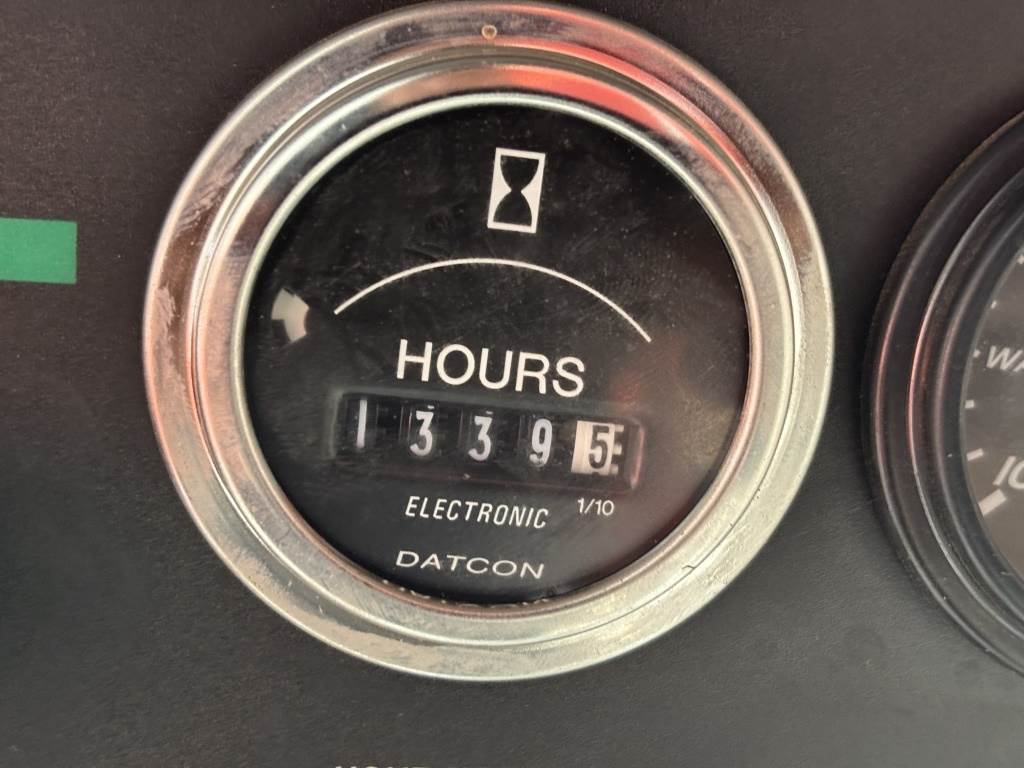 HOURS
1 3 3 9 5
ELECTRONIC 1/10
DATCON